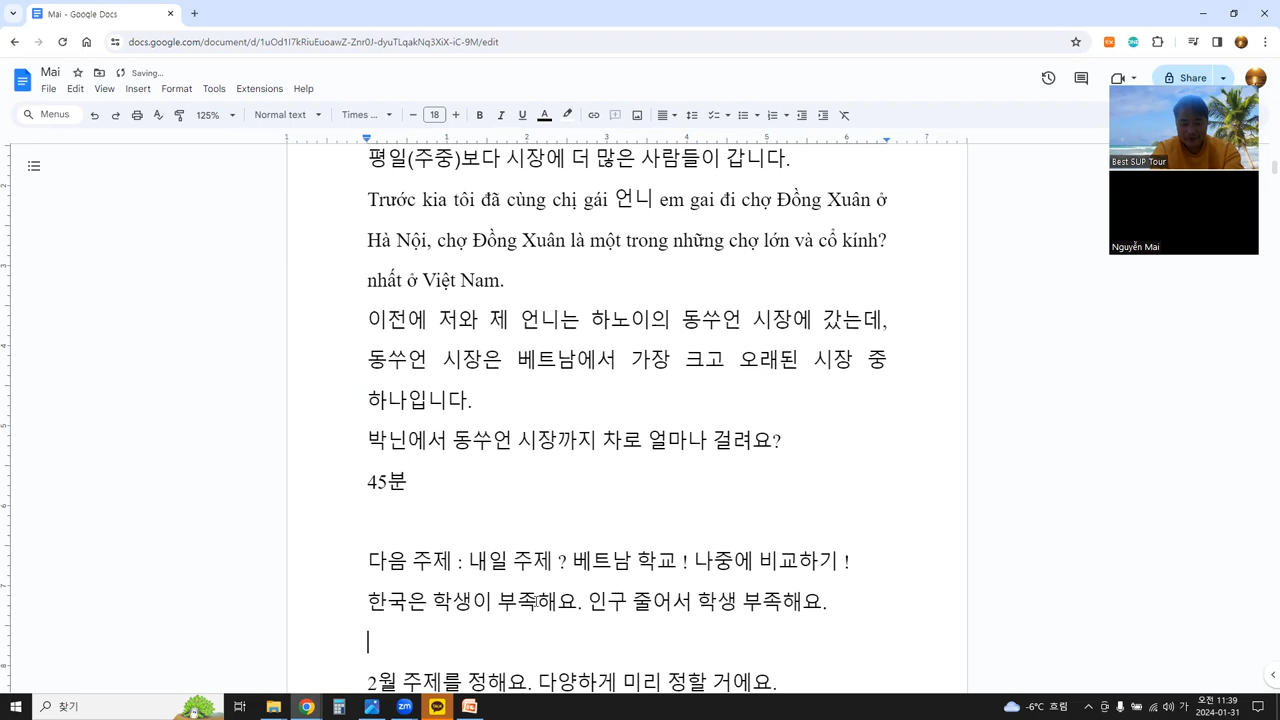 Mai - Google Docs
docs.google.com/document/d/1uOd1I7kRiuEuoawZ-Znr0J-dyuTLqakNq3XiX-iC-9M/edit
Mai Saving...
Share
File Edit View Insert Format Tools Extensions Help
Menus 125% Normal text Times ... 18 B I U A
1 1 2 3 4 5 6 7
Best SUP Tour
Nguyễn Mai
평일(주중)보다 시장에 더 많은 사람들이 갑니다.
Trước kia tôi đã cùng chị gái 언니 em gai đi chợ Đồng Xuân ở
Hà Nội, chợ Đồng Xuân là một trong những chợ lớn và cổ kính?
nhất ở Việt Nam.
이전에 저와 제 언니는 하노이의 동쑤언 시장에 갔는데,
동쑤언 시장은 베트남에서 가장 크고 오래된 시장 중
하나입니다.
박닌에서 동쑤언 시장까지 차로 얼마나 걸려요?
45분
다음 주제 : 내일 주제 ? 베트남 학교 ! 나중에 비교하기 !
한국은 학생이 부족해요. 인구 줄어서 학생 부족해요.
2월 주제를 정해요. 다양하게 미리 정할 거에요.
찾기
-6°C 흐림
가
오전 11:39
2024-01-31